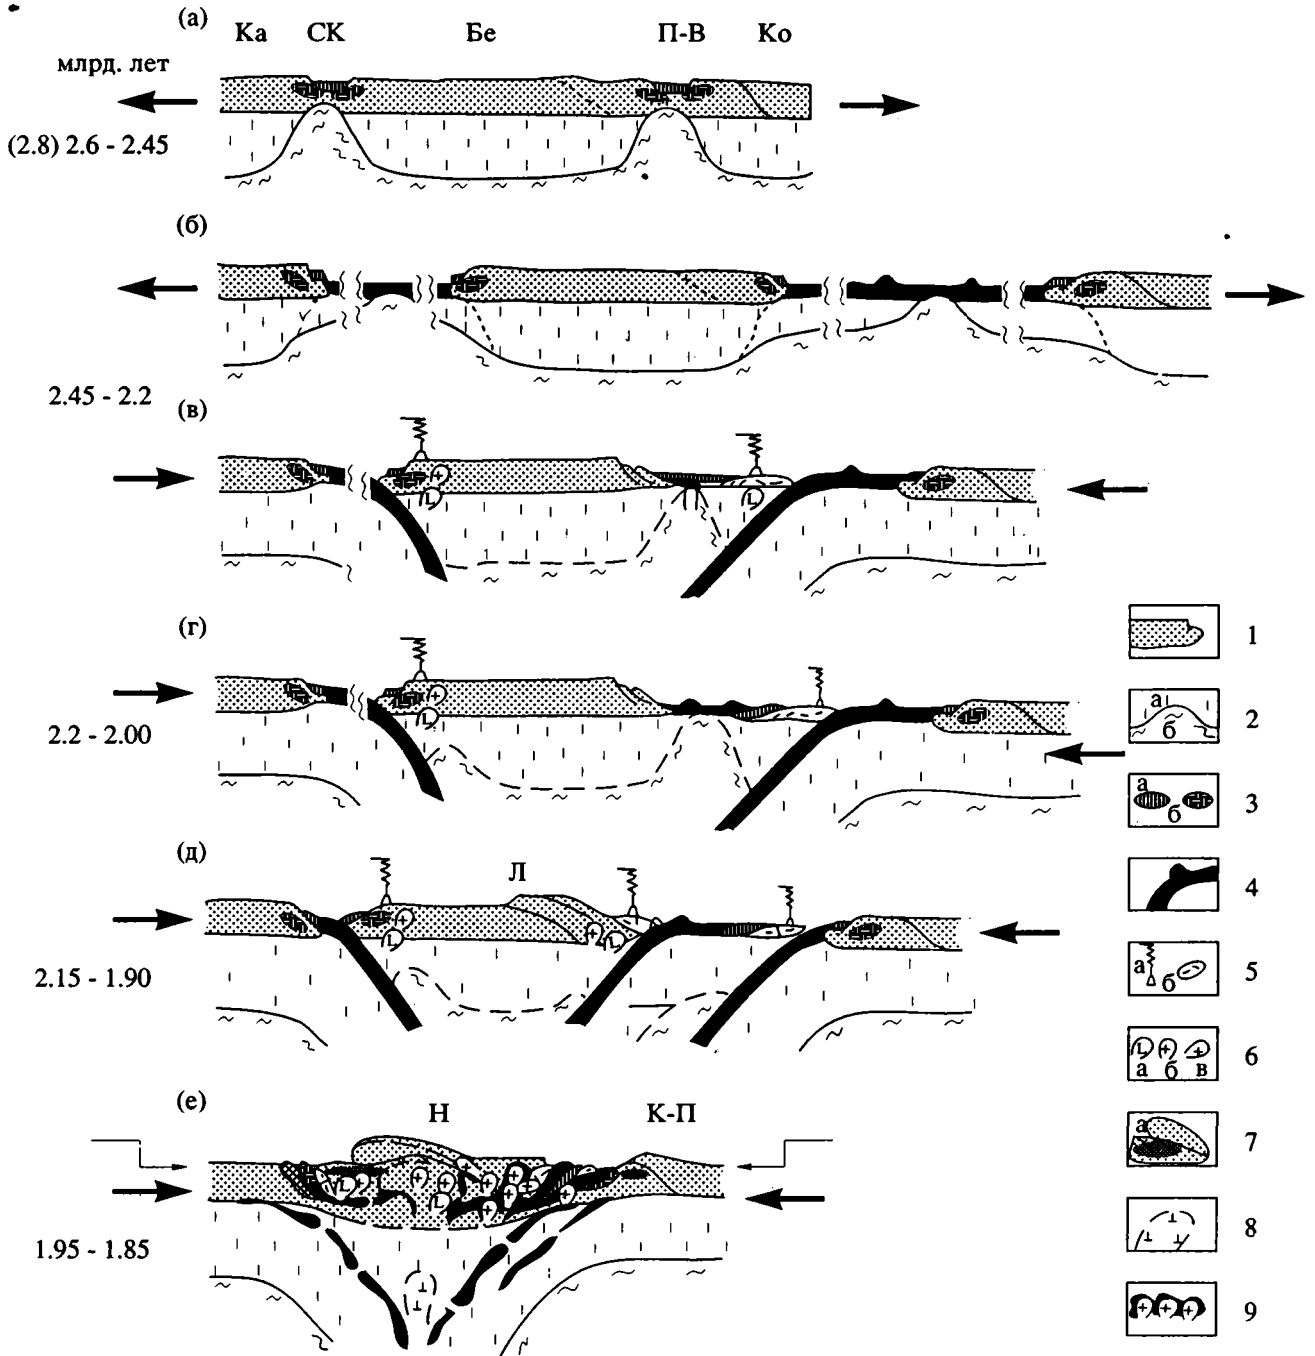 (а)
Ка СК Бе П-В Ко
млрд. лет
(2.8) 2.6 - 2.45
(б)
2.45 - 2.2
(в)
(г)
2.2 - 2.00
(д)
Л
2.15 - 1.90
(е)
Н К-П
1.95 - 1.85
1
а
б
2
а
б
3
4
а
б
5
L + +
а б в
6
а
7
8
+ + +
9